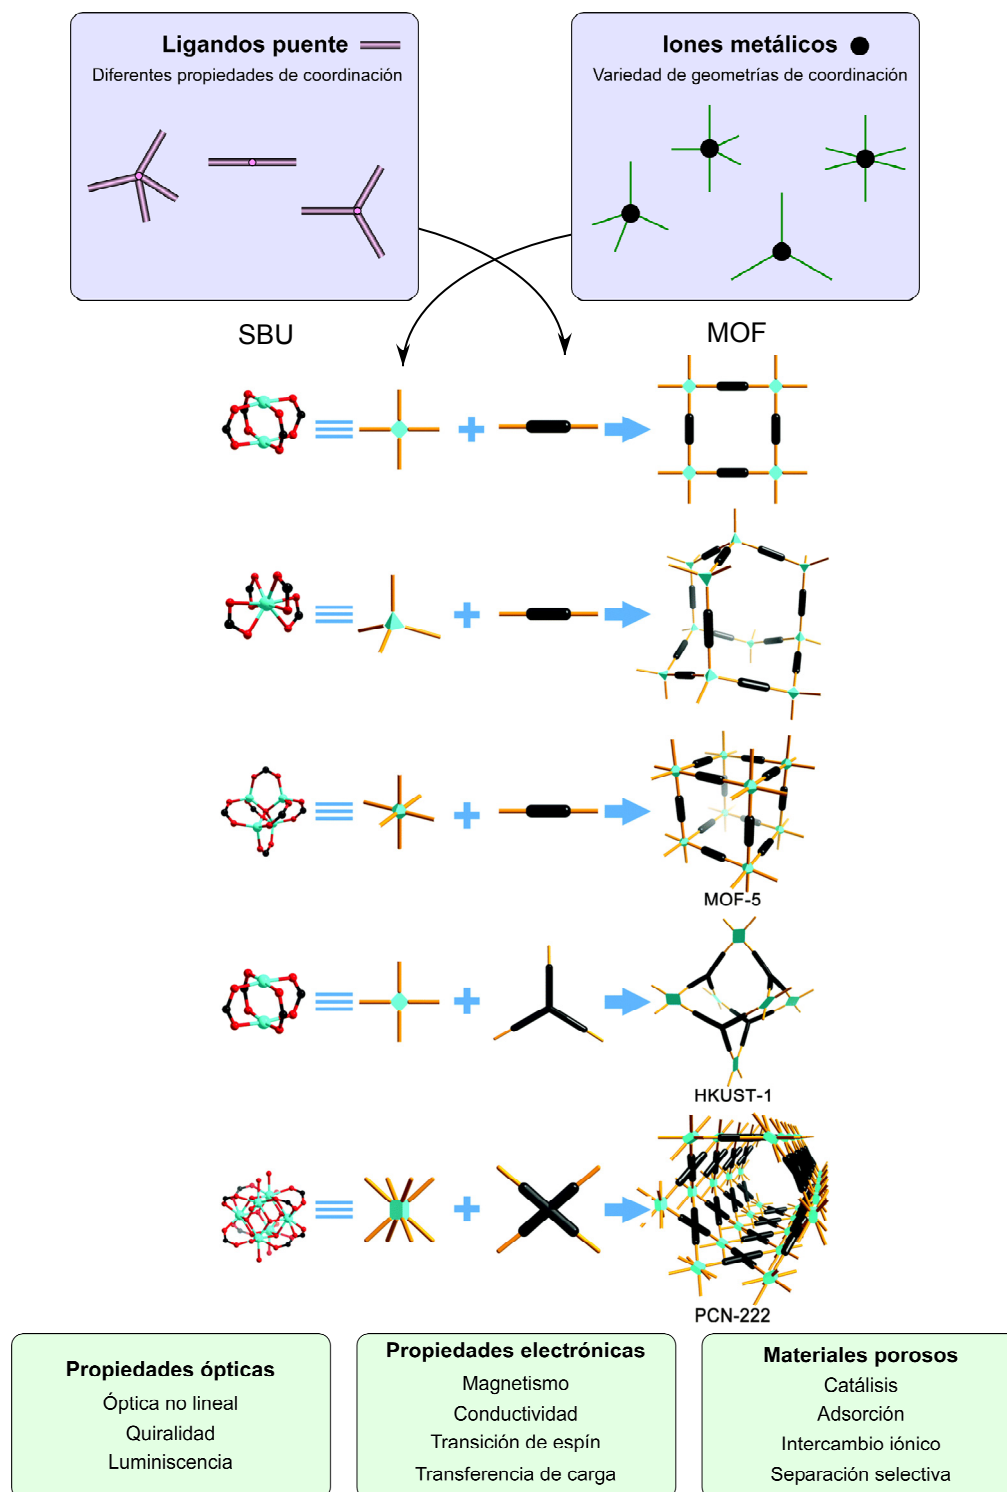 Ligandos puente
Diferentes propiedades de coordinación
Iones metálicos
Variedad de geometrías de coordinación
SBU
MOF
MOF-5
HKUST-1
PCN-222
Propiedades ópticas
Óptica no lineal
Quiralidad
Luminiscencia
Propiedades electrónicas
Magnetismo
Conductividad
Transición de espín
Transferencia de carga
Materiales porosos
Catálisis
Adsorción
Intercambio iónico
Separación selectiva